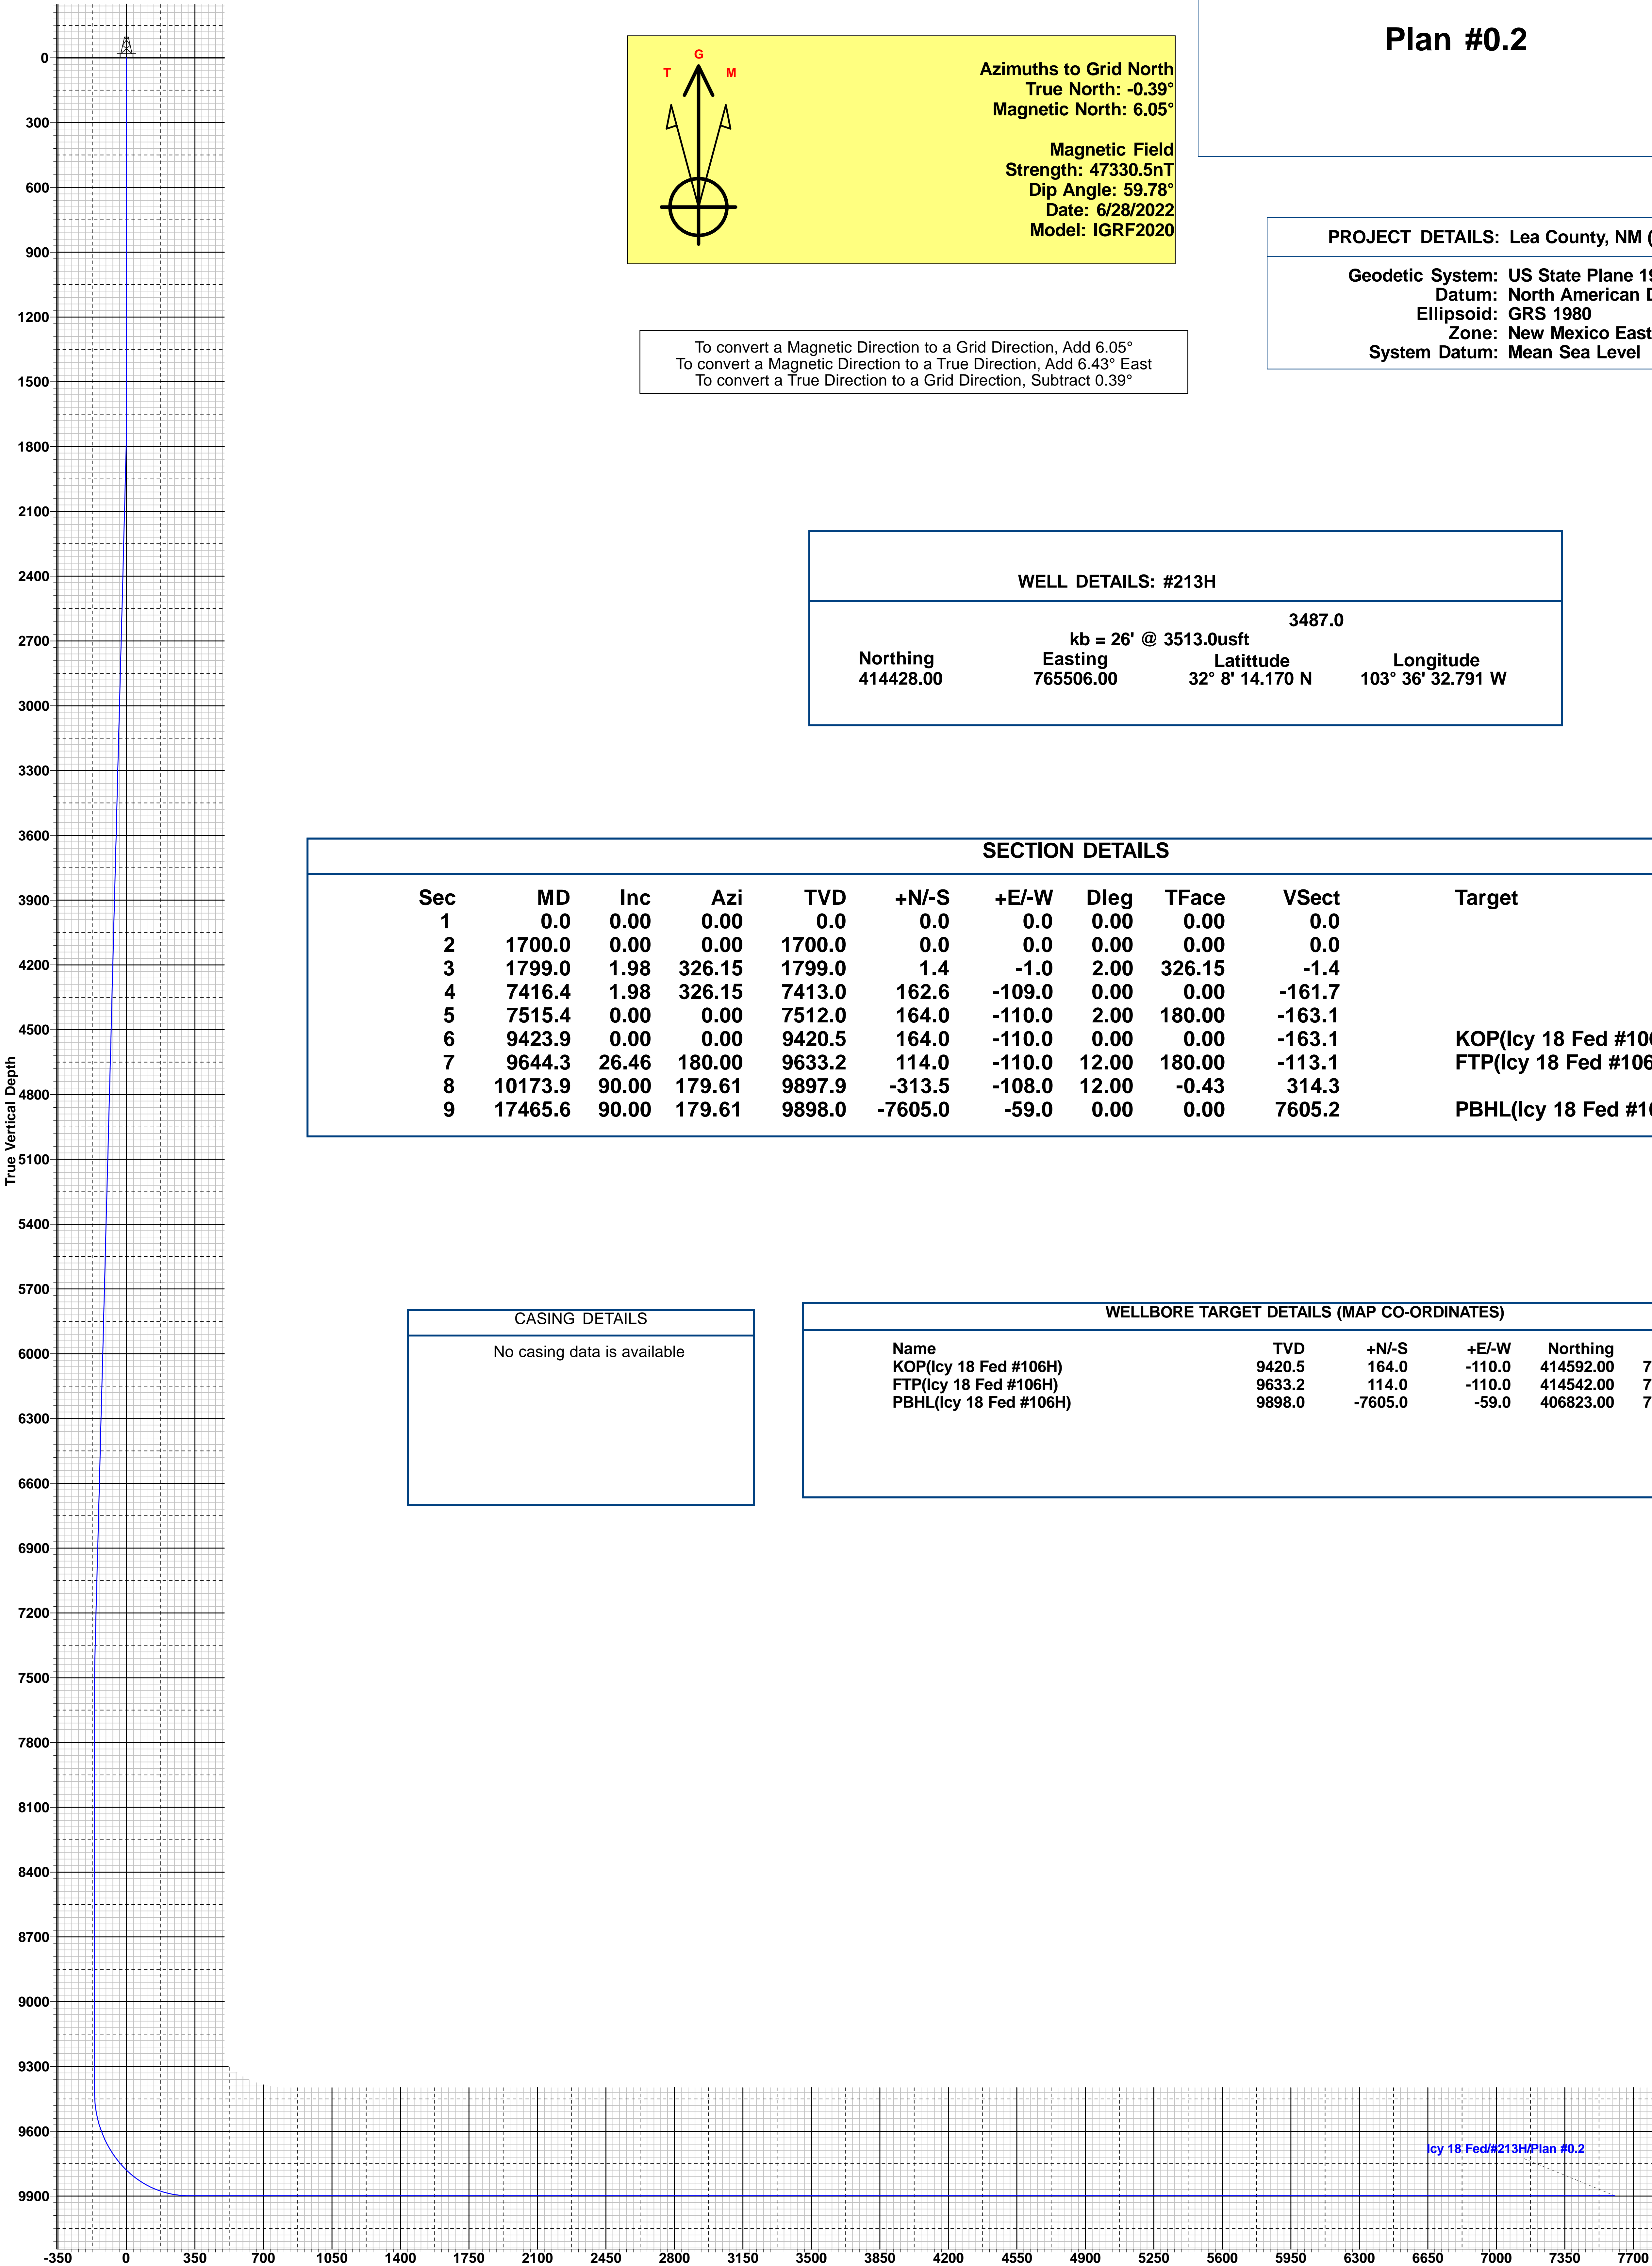 Plan #0.2
T G M
Azimuths to Grid North
True North: -0.39°
Magnetic North: 6.05°
Magnetic Field
Strength: 47330.5nT
Dip Angle: 59.78°
Date: 6/28/2022
Model: IGRF2020
PROJECT DETAILS: Lea County, NM (
Geodetic System: US State Plane 19
Datum: North American D
Ellipsoid: GRS 1980
Zone: New Mexico East
System Datum: Mean Sea Level
To convert a Magnetic Direction to a Grid Direction, Add 6.05°
To convert a Magnetic Direction to a True Direction, Add 6.43° East
To convert a True Direction to a Grid Direction, Subtract 0.39°
WELL DETAILS: #213H
3487.0
kb = 26' @ 3513.0usft
Northing Easting Latittude Longitude
414428.00 765506.00 32° 8' 14.170 N 103° 36' 32.791 W
SECTION DETAILS
Sec MD Inc Azi TVD +N/-S +E/-W Dleg TFace VSect Target
1 0.0 0.00 0.00 0.0 0.0 0.0 0.00 0.00 0.0
2 1700.0 0.00 0.00 1700.0 0.0 0.0 0.00 0.00 0.0
3 1799.0 1.98 326.15 1799.0 1.4 -1.0 2.00 326.15 -1.4
4 7416.4 1.98 326.15 7413.0 162.6 -109.0 0.00 0.00 -161.7
5 7515.4 0.00 0.00 7512.0 164.0 -110.0 2.00 180.00 -163.1
6 9423.9 0.00 0.00 9420.5 164.0 -110.0 0.00 0.00 -163.1 KOP(Icy 18 Fed #106
7 9644.3 26.46 180.00 9633.2 114.0 -110.0 12.00 180.00 -113.1 FTP(Icy 18 Fed #106
8 10173.9 90.00 179.61 9897.9 -313.5 -108.0 12.00 -0.43 314.3
9 17465.6 90.00 179.61 9898.0 -7605.0 -59.0 0.00 0.00 7605.2 PBHL(Icy 18 Fed #10
CASING DETAILS
No casing data is available
WELLBORE TARGET DETAILS (MAP CO-ORDINATES)
Name TVD +N/-S +E/-W Northing
KOP(Icy 18 Fed #106H) 9420.5 164.0 -110.0 414592.00 7
FTP(Icy 18 Fed #106H) 9633.2 114.0 -110.0 414542.00 7
PBHL(Icy 18 Fed #106H) 9898.0 -7605.0 -59.0 406823.00 7
True Vertical Depth
0
300
600
900
1200
1500
1800
2100
2400
2700
3000
3300
3600
3900
4200
4500
4800
5100
5400
5700
6000
6300
6600
6900
7200
7500
7800
8100
8400
8700
9000
9300
9600
9900
Icy 18 Fed/#213H/Plan #0.2
-350 0 350 700 1050 1400 1750 2100 2450 2800 3150 3500 3850 4200 4550 4900 5250 5600 5950 6300 6650 7000 7350 7700